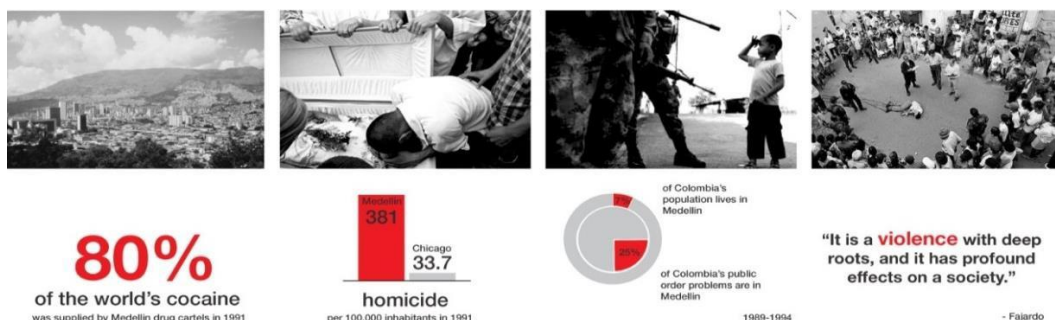 80%
of the world's cocaine
was supplied by Medellin drug cartels in 1991
Medellin
381
Chicago
33.7
homicide
per 100,000 inhabitants in 1991
7%
of Colombia's
population lives in
Medellin
25%
of Colombia's public
order problems are in
Medellin
1989-1994
"It is a violence with deep
roots, and it has profound
effects on a society."
- Fajardo